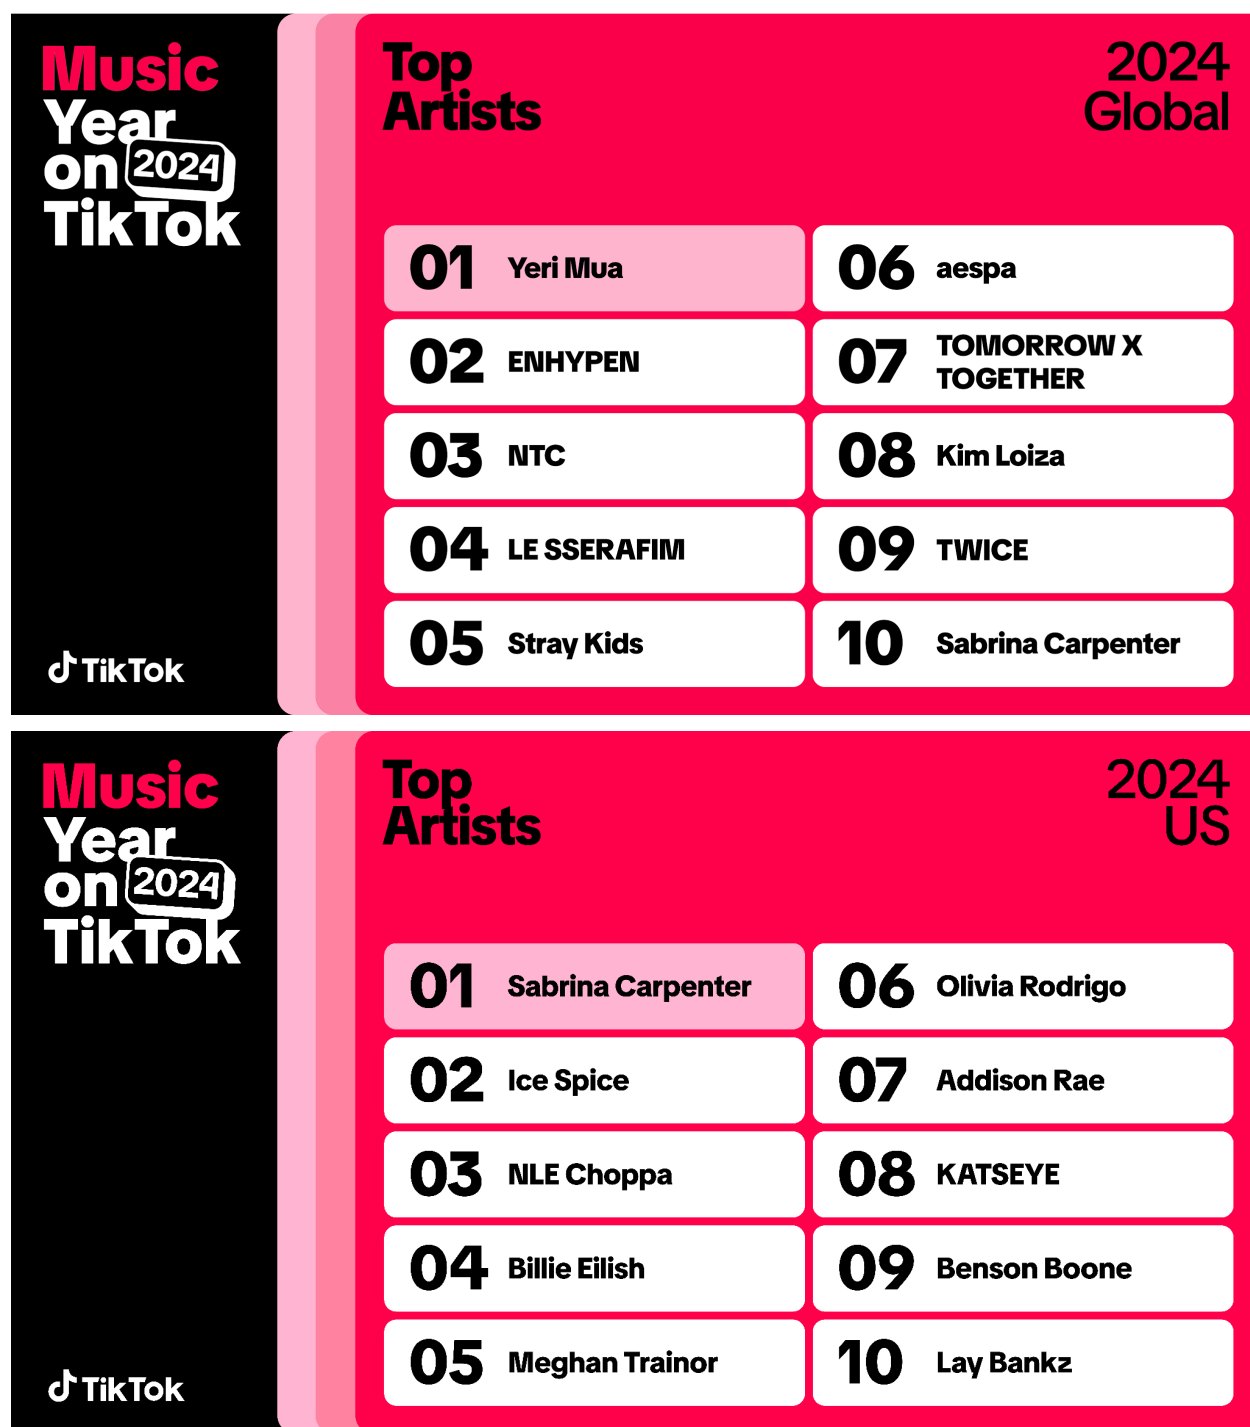 Music
Year
on 2024
TikTok
TikTok
Top
Artists
2024
Global
01 Yeri Mua
02 ENHYPEN
03 NTC
04 LE SSERAFIM
05 Stray Kids
06 aespa
07 TOMORROW X
TOGETHER
08 Kim Loiza
09 TWICE
10 Sabrina Carpenter
Music
Year
on 2024
TikTok
TikTok
Top
Artists
2024
US
01 Sabrina Carpenter
02 Ice Spice
03 NLE Choppa
04 Billie Eilish
05 Meghan Trainor
06 Olivia Rodrigo
07 Addison Rae
08 KATSEYE
09 Benson Boone
10 Lay Bankz